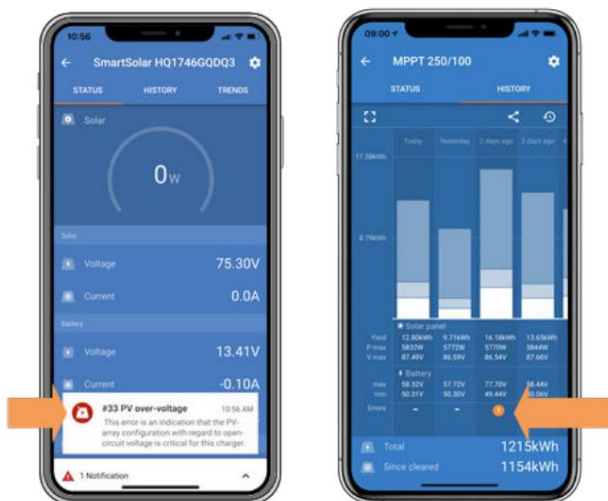 10:56
SmartSolar HQ1746GQDQ3
STATUS HISTORY TRENDS
Solar
0W
Solar
Voltage 75.30V
Current 0.0A
Battery
Voltage 13.41V
Current -0.10A
#33 PV over-voltage 10:56 AM
This error is an indication that the PV-
array configuration with regard to open-
circuit voltage is critical for this charger.
1 Notification
09:00
MPPT 250/100
STATUS HISTORY
Today Yesterday 2 days ago 3 days ago
17.58kWh
8.79kWh
Solar panel
Yield 12.80kWh 9.71kWh 16.18kWh 13.65kWh
P max 5832W 5772W 5770W 5844W
V max 87.49V 86.59V 86.54V 87.66V
Battery
max 58.32V 57.72V 77.70V 58.44V
min 50.31V 50.30V 49.44V
Errors - - 1
Total 1215kWh
Since cleared 1154kWh